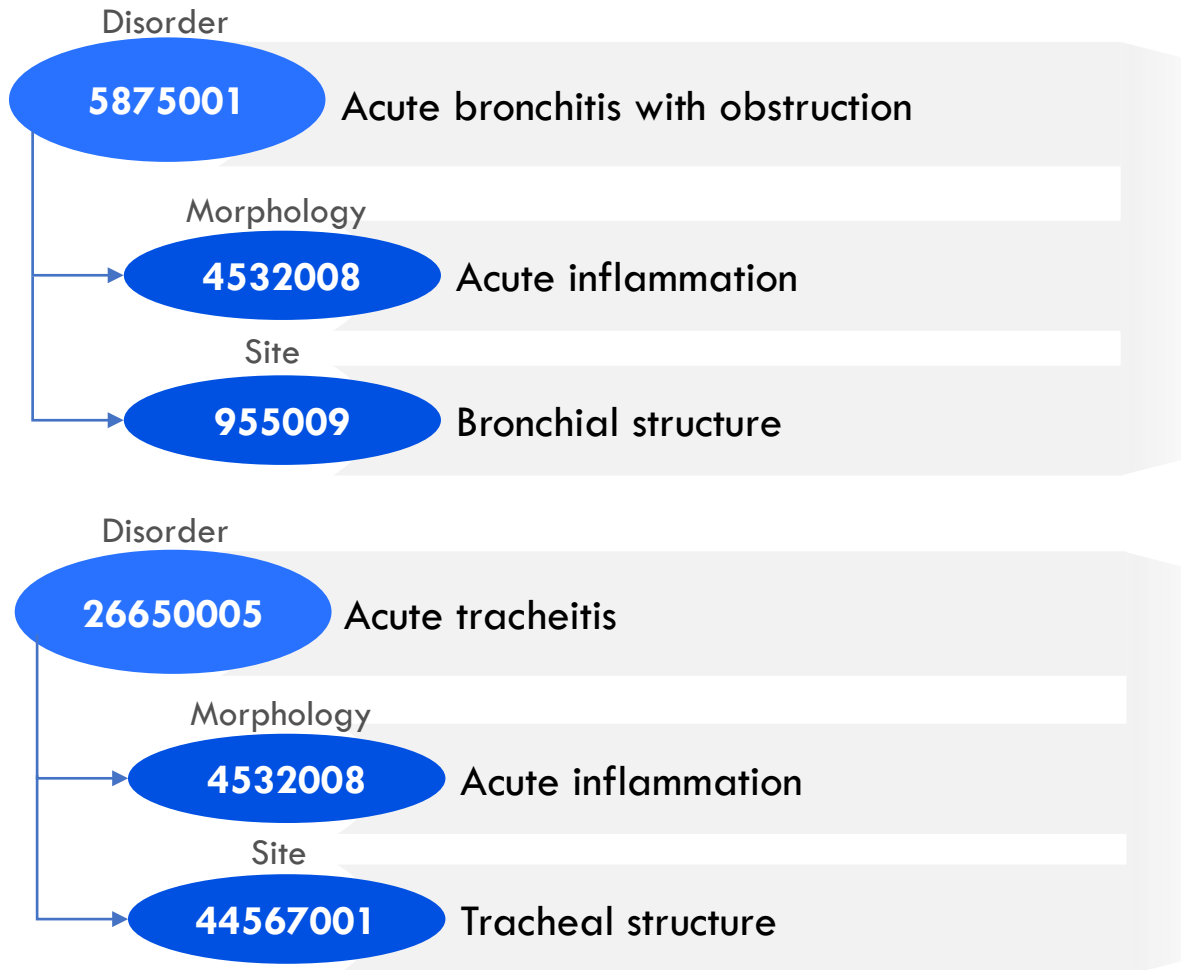 Disorder
5875001 Acute bronchitis with obstruction
Morphology
4532008 Acute inflammation
Site
955009 Bronchial structure
Disorder
26650005 Acute tracheitis
Morphology
4532008 Acute inflammation
Site
44567001 Tracheal structure